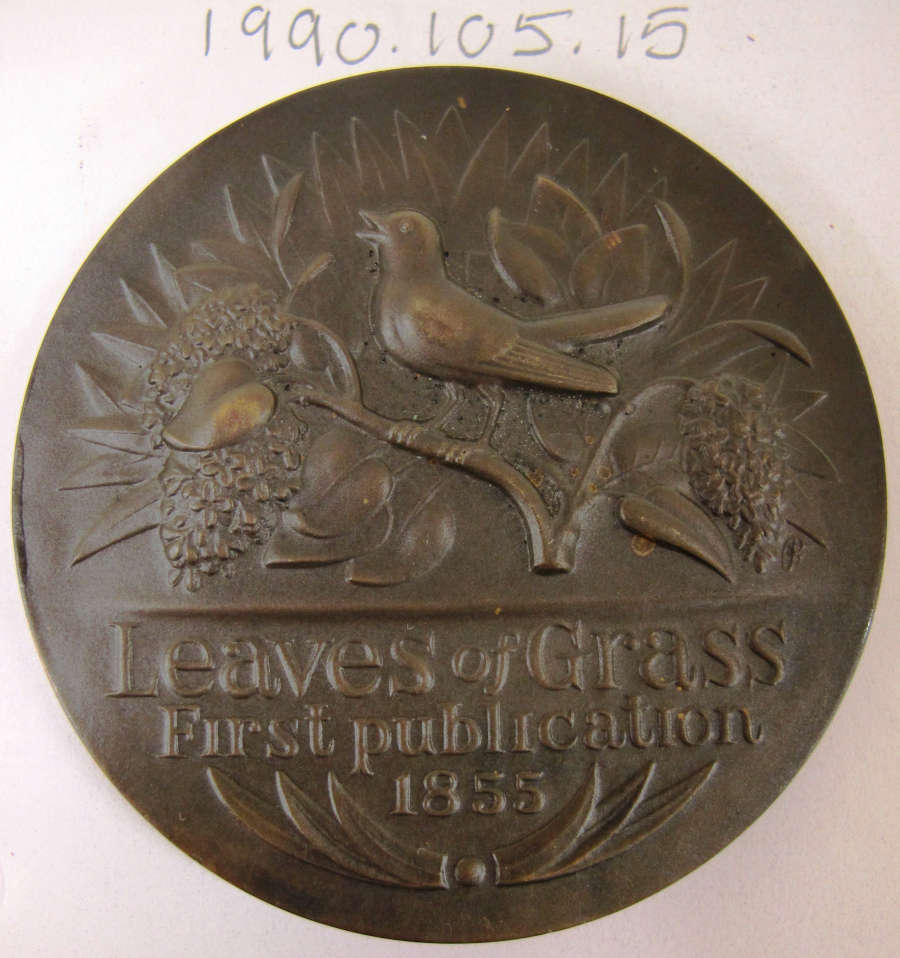 1990.105.15
Leaves of Grass
First publication
1855